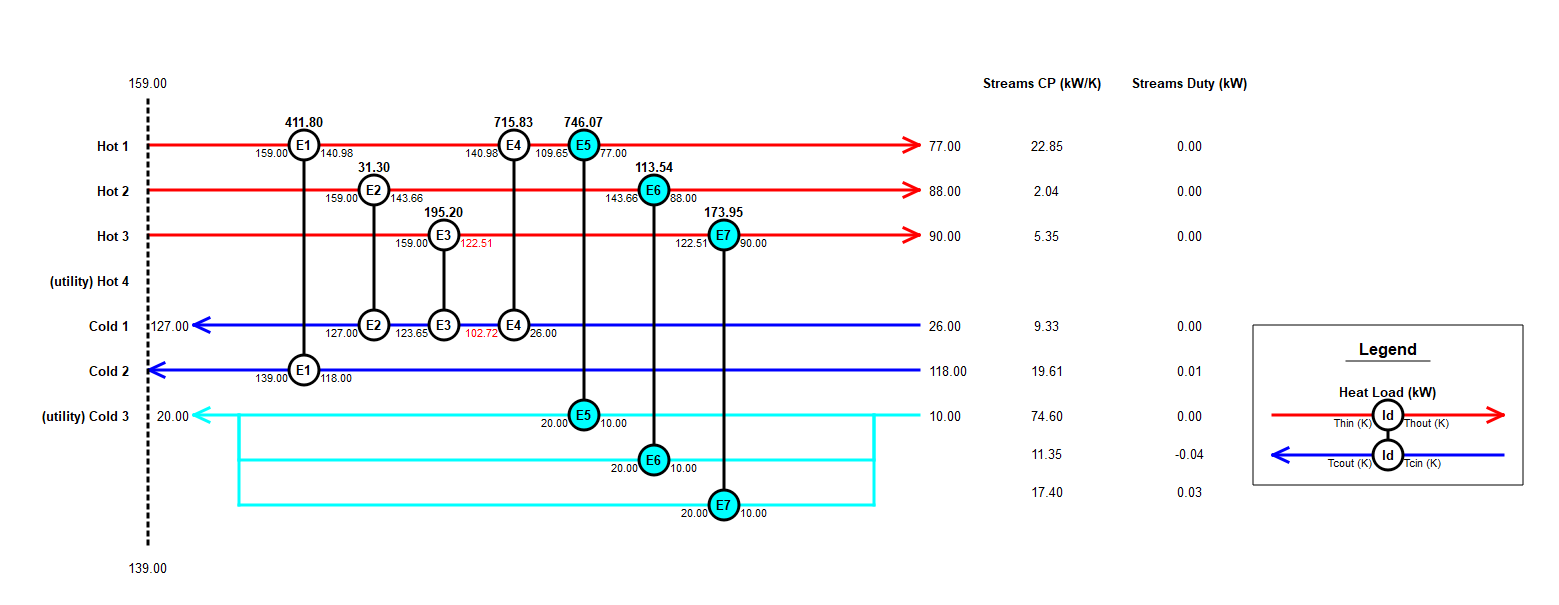 159.00 Streams CP (kW/K) Streams Duty (kW)
411.80 715.83 746.07
Hot 1 E1 E4 E5 77.00 22.85 0.00
159.00 140.98 140.98 109.65 77.00
31.30 113.54
Hot 2 E2 E6 88.00 2.04 0.00
159.00 143.66 143.66 88.00
195.20 173.95
Hot 3 E3 E7 90.00 5.35 0.00
159.00 122.51 122.51 90.00
(utility) Hot 4
Cold 1 127.00 E2 E3 E4 26.00 9.33 0.00
127.00 123.65 102.72 26.00
Cold 2 E1 118.00 19.61 0.01
139.00 118.00
(utility) Cold 3 20.00 E5 10.00 74.60 0.00
20.00 10.00
E6 11.35 -0.04
20.00 10.00
E7 17.40 0.03
20.00 10.00
139.00
Legend
Heat Load (kW)
Id
Thin (K) Thout (K)
Id
Tcout (K) Tcin (K)